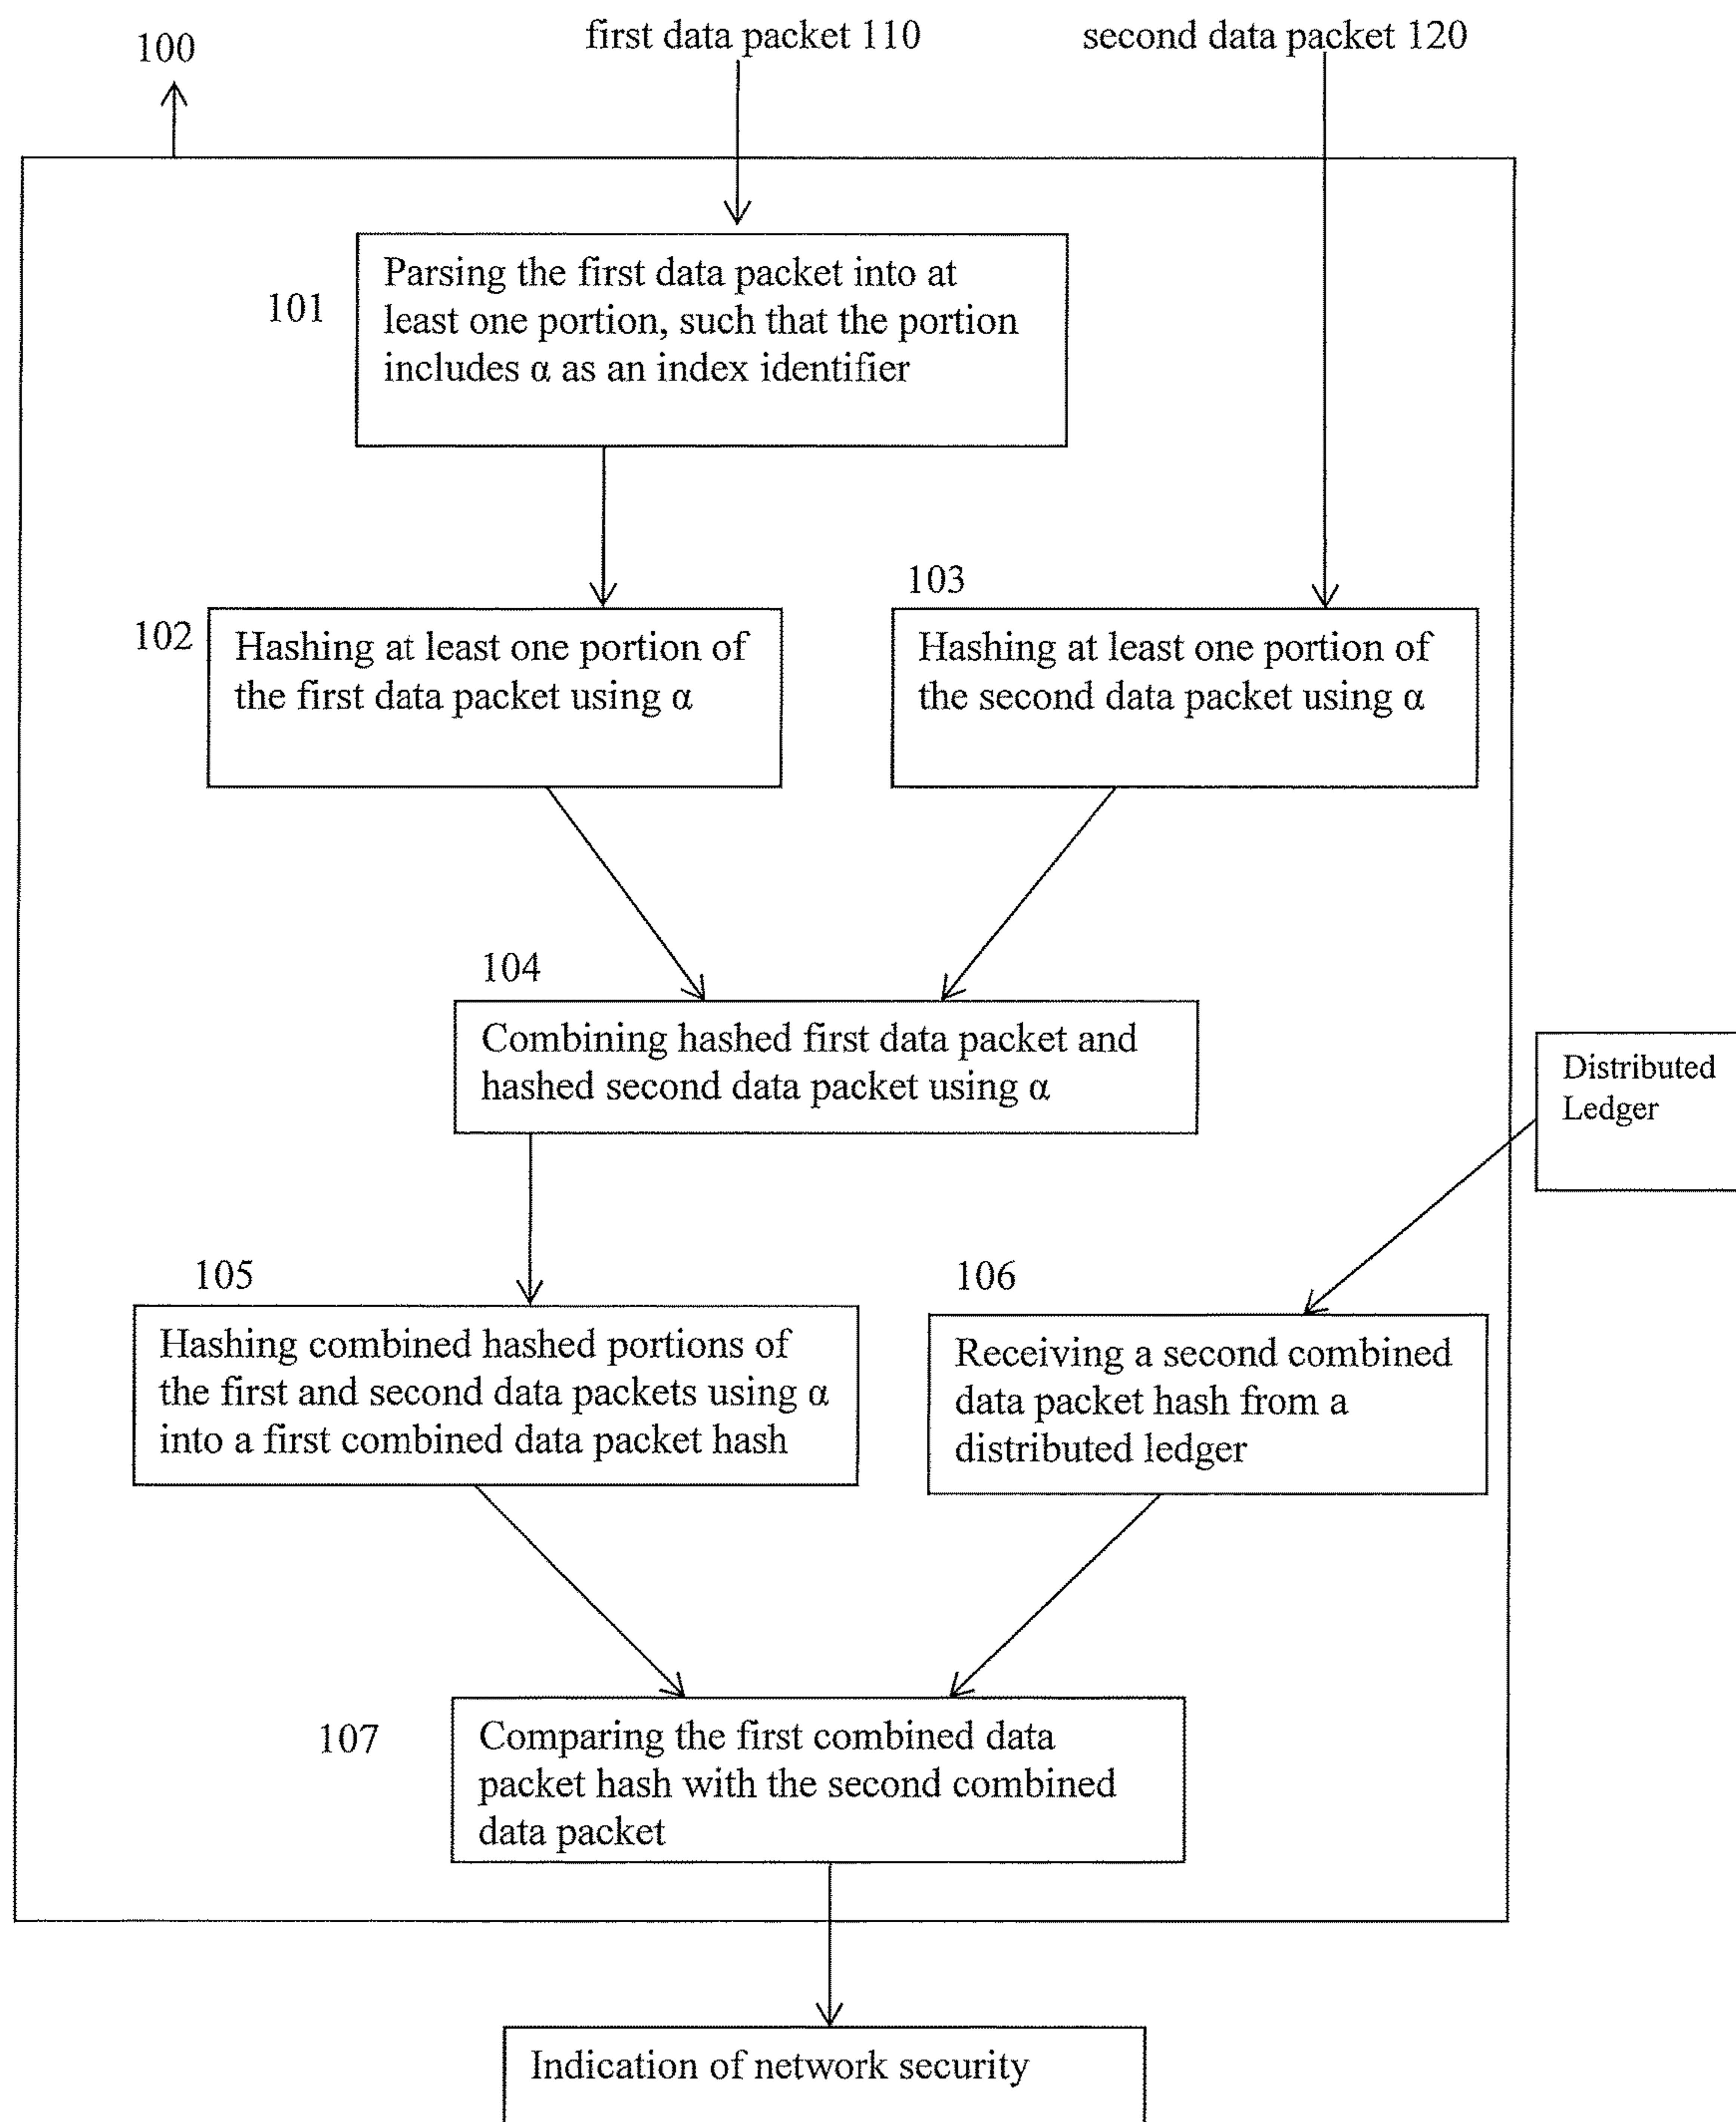 100
first data packet 110
second data packet 120
101
Parsing the first data packet into at
least one portion, such that the portion
includes α as an index identifier
102
Hashing at least one portion of
the first data packet using α
103
Hashing at least one portion of
the second data packet using α
104
Combining hashed first data packet and
hashed second data packet using α
Distributed
Ledger
105
Hashing combined hashed portions of
the first and second data packets using α
into a first combined data packet hash
106
Receiving a second combined
data packet hash from a
distributed ledger
107
Comparing the first combined data
packet hash with the second combined
data packet
Indication of network security